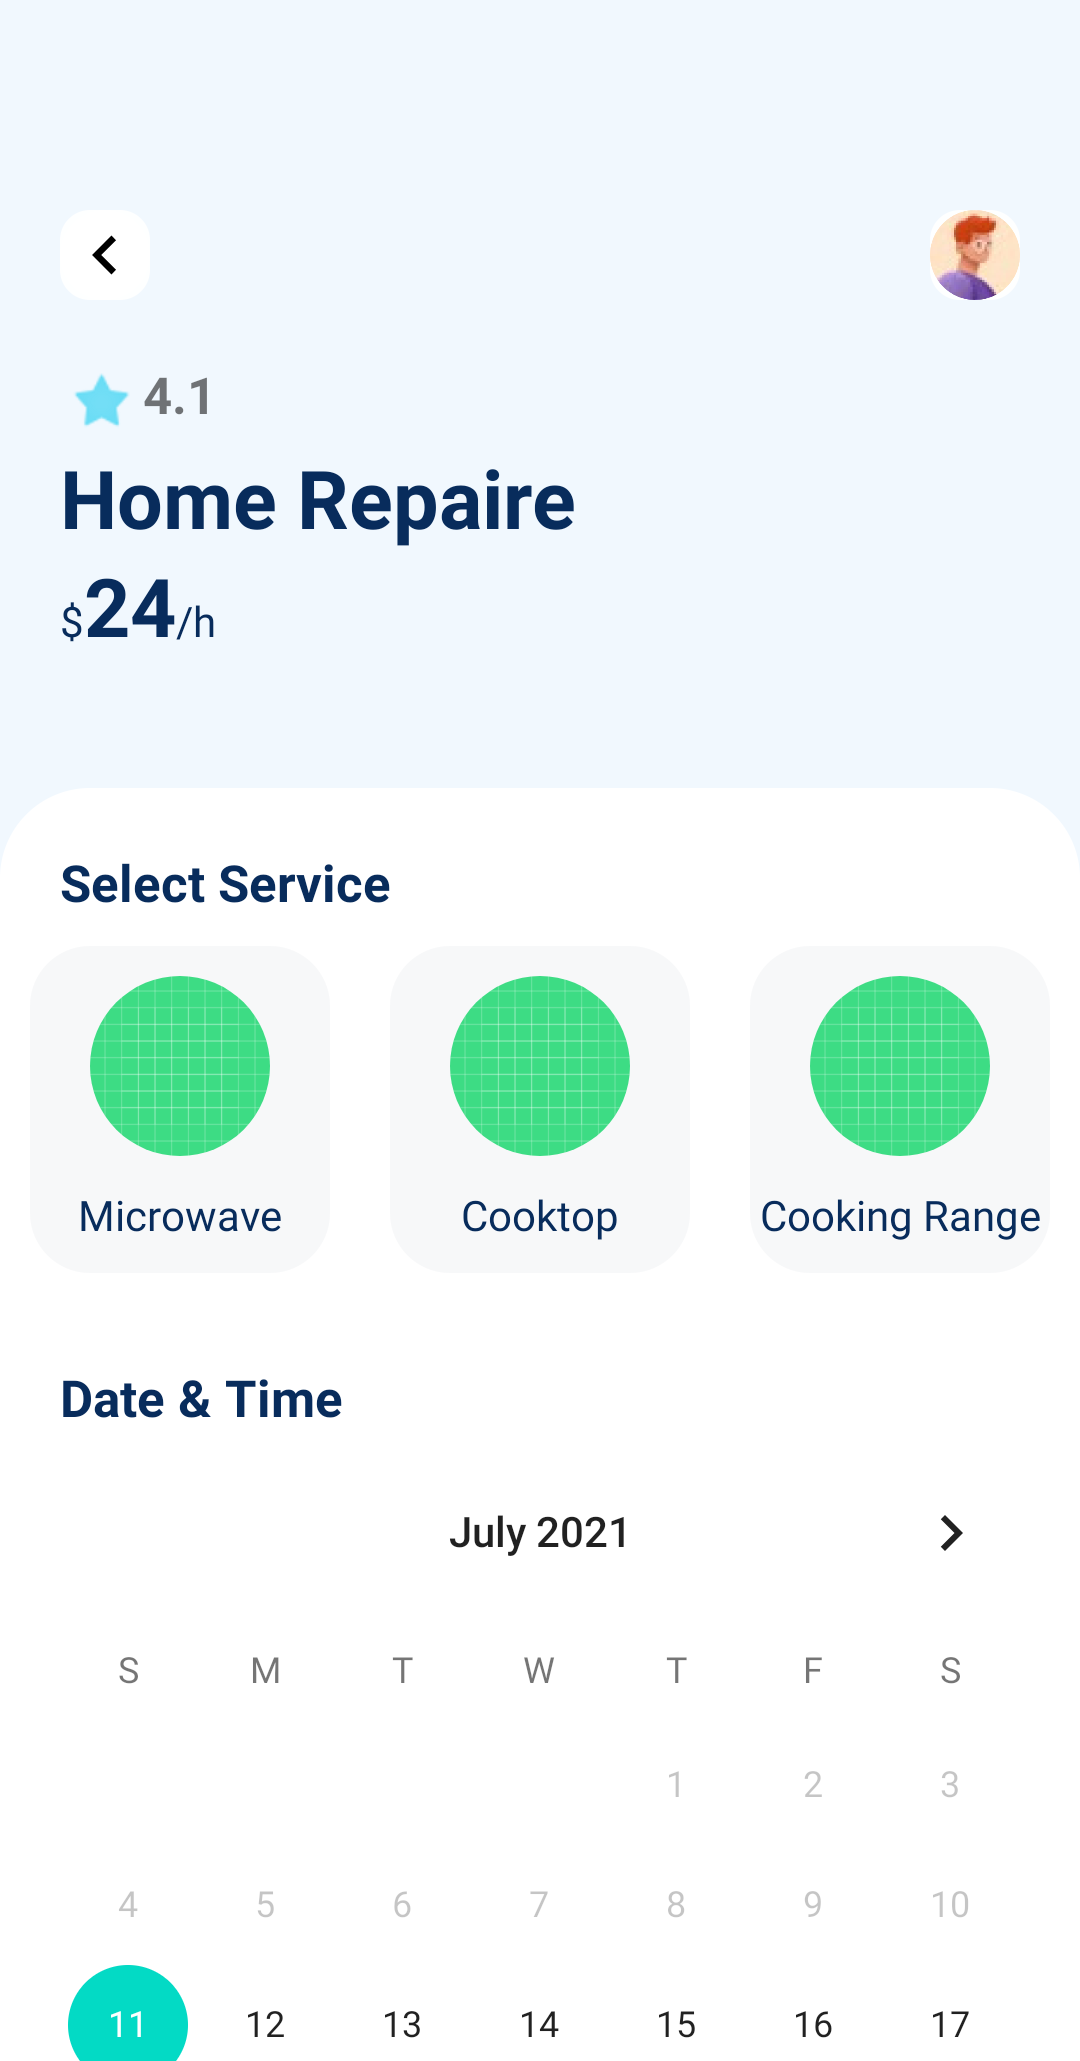 4.1
Home Repaire
$24/h
Select Service
Microwave Cooktop Cooking Range
Date & Time
July 2021
S M T W T F S
1 2 3
4 5 6 7 8 9 10
11 12 13 14 15 16 17